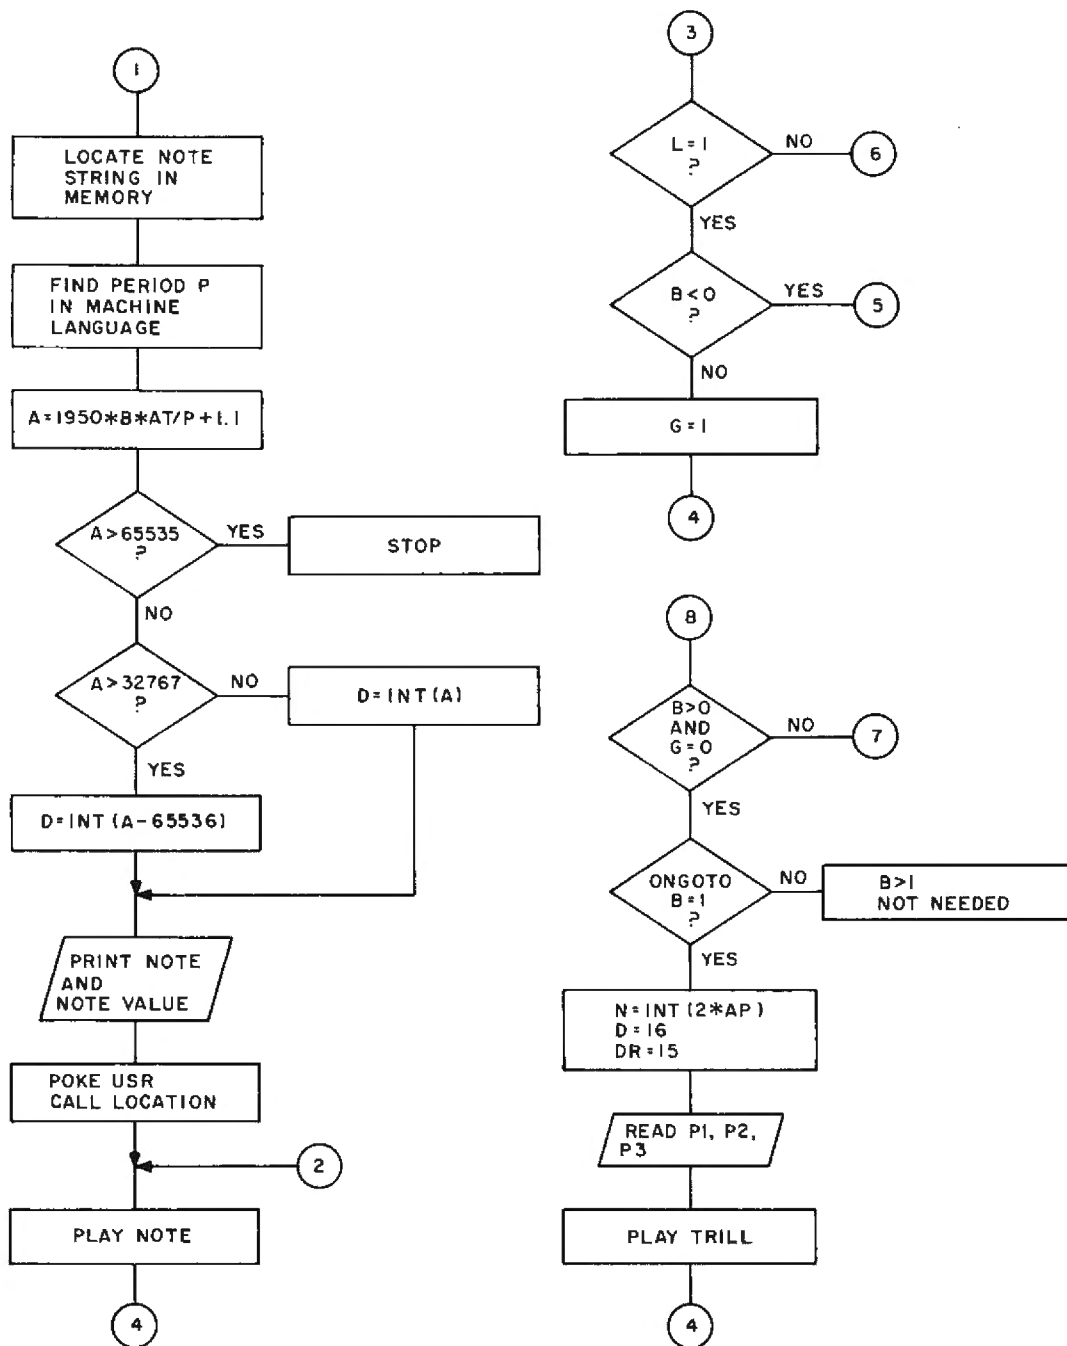 1
LOCATE NOTE
STRING IN
MEMORY
FIND PERIOD P
IN MACHINE
LANGUAGE
A=1950*B*AT/P+1.1
A>65535
?
YES
STOP
NO
A>32767
?
NO
D=INT(A)
YES
D=INT(A-65536)
PRINT NOTE
AND
NOTE VALUE
POKE USR
CALL LOCATION
2
PLAY NOTE
4
3
L=1
?
NO
6
YES
B<0
?
YES
5
NO
G=1
4
8
B>0
AND
G=0
?
NO
7
YES
ONGOTO
B=1
?
NO
B>1
NOT NEEDED
YES
N=INT(2*AP)
D=16
DR=15
READ P1, P2,
P3
PLAY TRILL
4